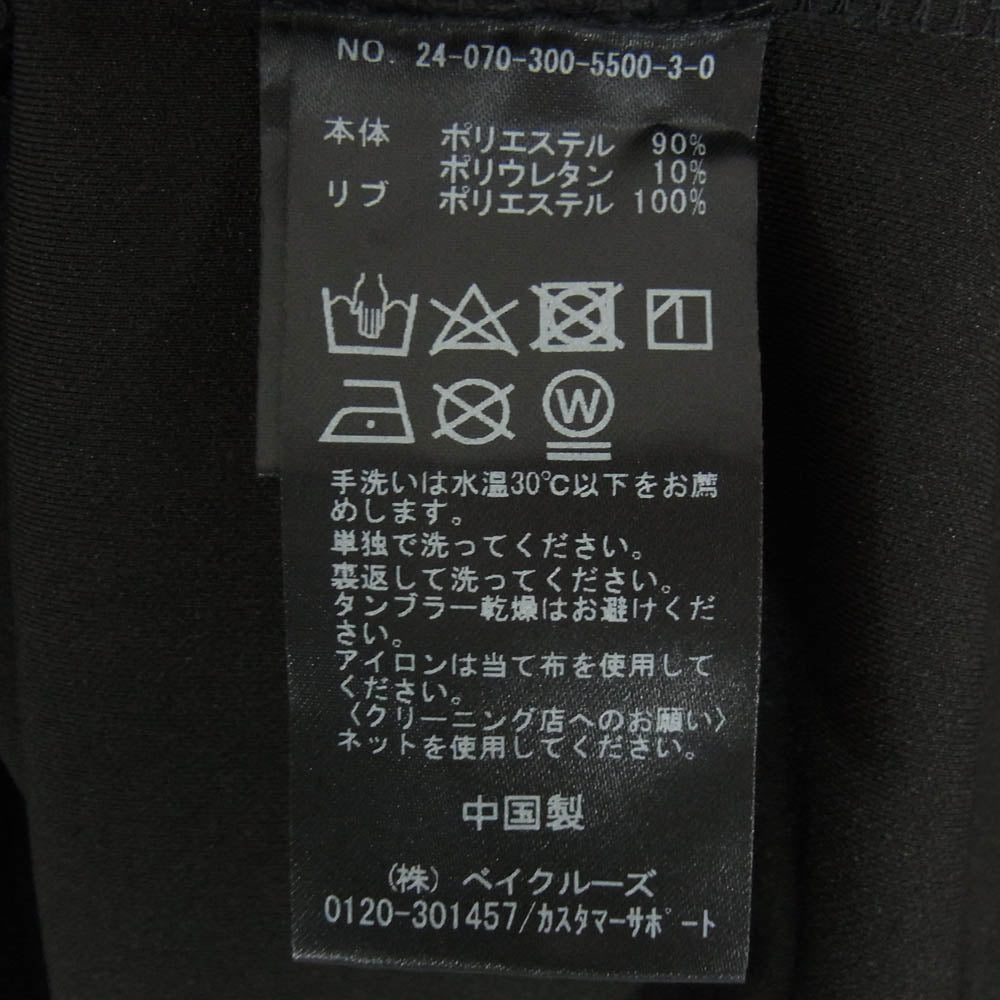 NO. 24-070-300-5500-3-0
本体 ポリエステル 90%
ポリウレタン 10%
リブ ポリエステル 100%
W
手洗いは水温30℃以下をお薦
めします。
単独で洗ってください。
裏返して洗ってください。
タンブラー乾燥はお避けくだ
さい。
アイロンは当て布を使用して
ください。
〈クリーニング店へのお願い〉
ネットを使用してください。
中国製
(株) ベイクルーズ
0120-301457/カスタマーサポート